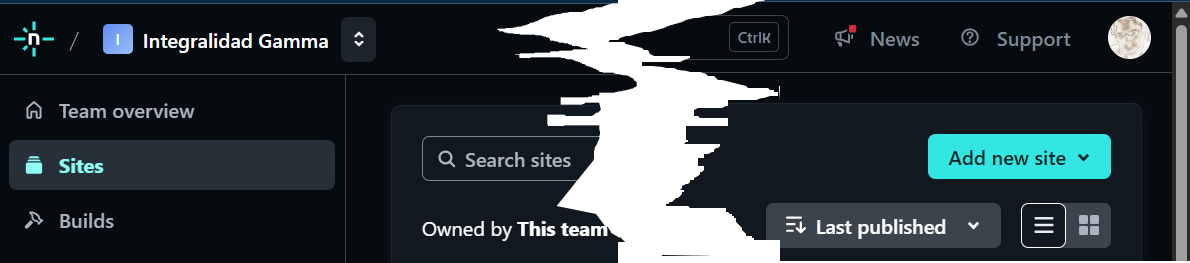 n / I Integralidad Gamma CtrlK News Support
Team overview
Sites
Builds
Search sites
Add new site
Owned by This team
Last published